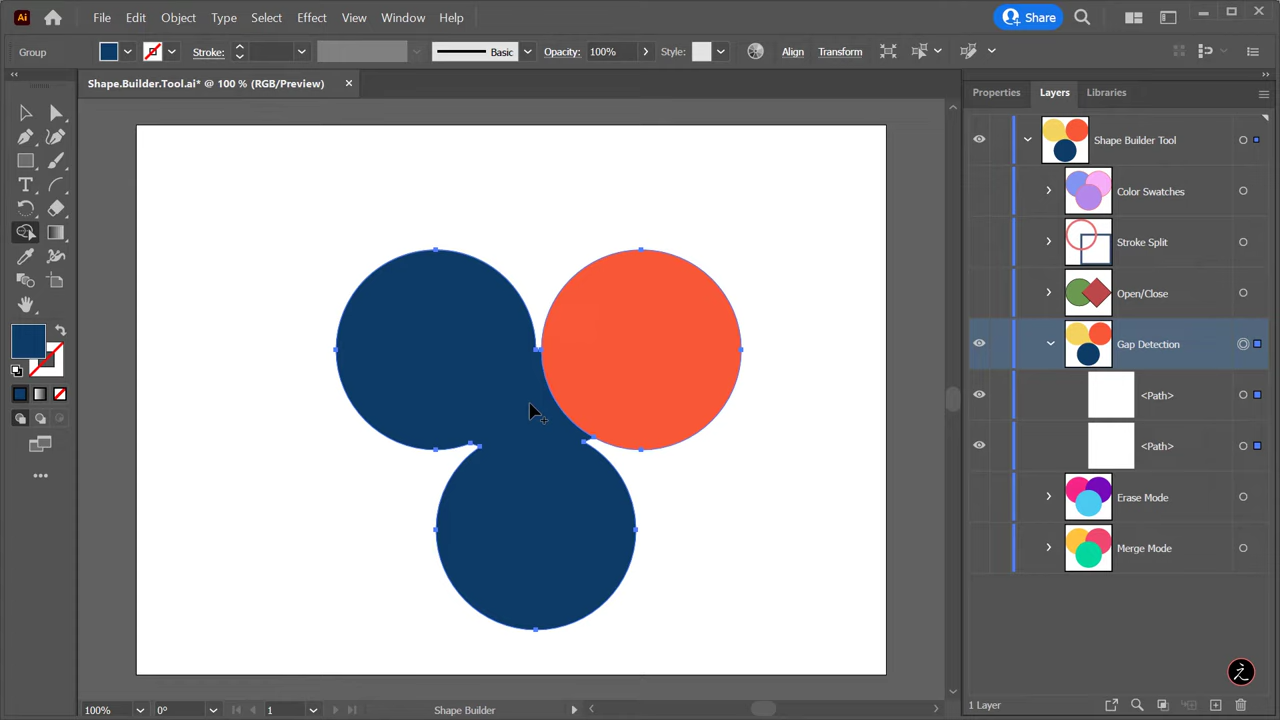 Ai File Edit Object Type Select Effect View Window Help Share
Group Stroke: Basic Opacity: 100% Style: Align Transform
Shape.Builder.Tool.ai* @ 100 % (RGB/Preview)
Properties Layers Libraries
Shape Builder Tool
Color Swatches
Stroke Split
Open/Close
Gap Detection
<Path>
<Path>
Erase Mode
Merge Mode
100% 0° 1 Shape Builder
1 Layer